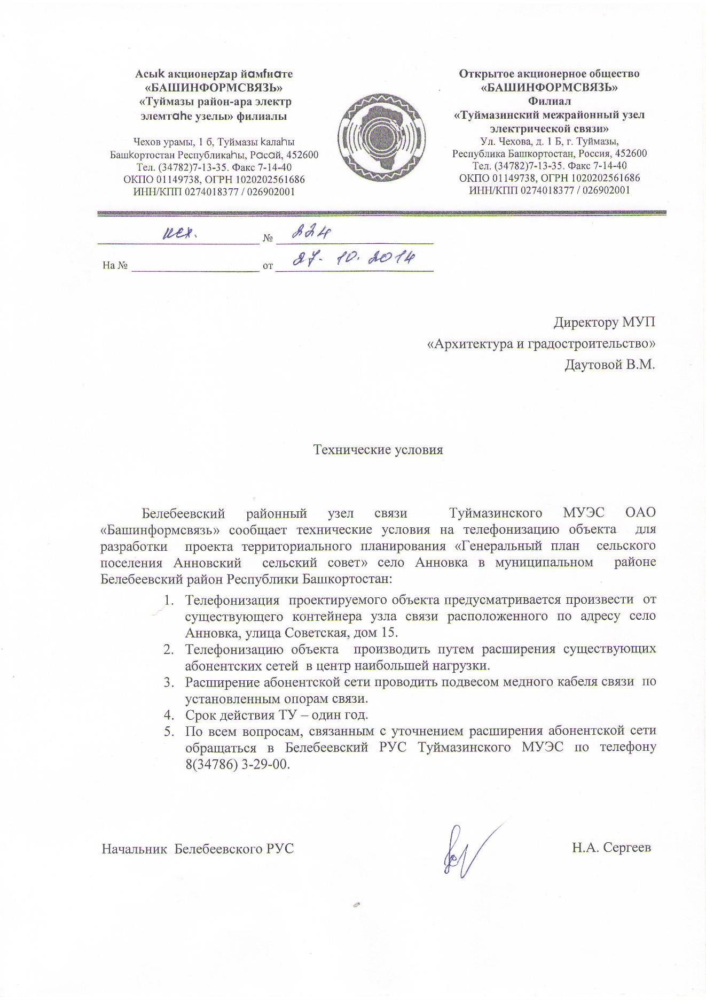 Асыk акционерzар йɑмfиɑте
«БАШИНФОРМСВЯЗЬ»
«Туймазы район-ара электр
элемтɑhе узелы» филиалы
Чехов урамы, 1 б, Туймазы kалаhы
Башkортостан Республикаhы, Рɑсɑй, 452600
Тел. (34782)7-13-35. Факс 7-14-40
ОКПО 01149738, ОГРН 1020202561686
ИНН/КПП 0274018377 / 026902001
Открытое акционерное общество
«БАШИНФОРМСВЯЗЬ»
Филиал
«Туймазинский межрайонный узел
электрической связи»
Ул. Чехова, д. 1 Б, г. Туймазы,
Республика Башкортостан, Россия, 452600
Тел. (34782)7-13-35. Факс 7-14-40
ОКПО 01149738, ОГРН 1020202561686
ИНН/КПП 0274018377 / 026902001
исх. № 224
На № от 27. 10. 2014
Директору МУП
«Архитектура и градостроительство»
Даутовой В.М.
Технические условия
Белебеевский районный узел связи Туймазинского МУЭС ОАО
«Башинформсвязь» сообщает технические условия на телефонизацию объекта для
разработки проекта территориального планирования «Генеральный план сельского
поселения Анновский сельский совет» село Анновка в муниципальном районе
Белебеевский район Республики Башкортостан:
1. Телефонизация проектируемого объекта предусматривается произвести от
существующего контейнера узла связи расположенного по адресу село
Анновка, улица Советская, дом 15.
2. Телефонизацию объекта производить путем расширения существующих
абонентских сетей в центр наибольшей нагрузки.
3. Расширение абонентской сети проводить подвесом медного кабеля связи по
установленным опорам связи.
4. Срок действия ТУ – один год.
5. По всем вопросам, связанным с уточнением расширения абонентской сети
обращаться в Белебеевский РУС Туймазинского МУЭС по телефону
8(34786) 3-29-00.
Начальник Белебеевского РУС Н.А. Сергеев